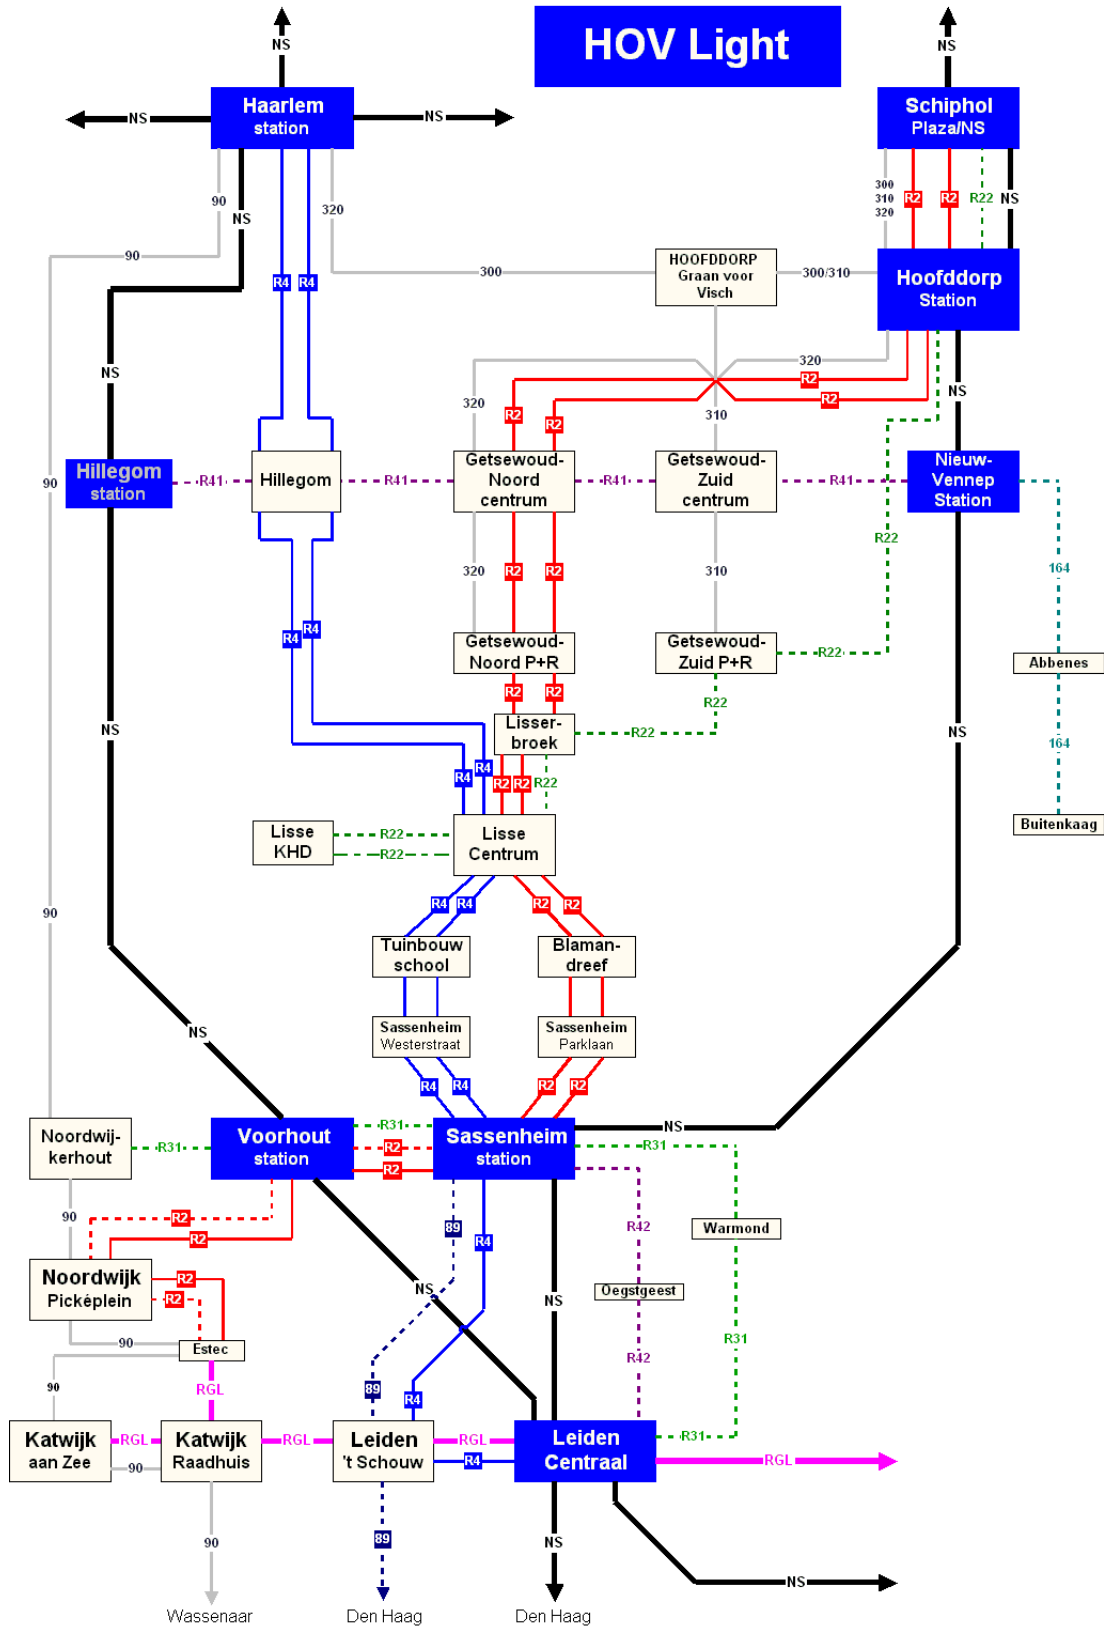 NS
HOV Light
NS
Haarlem
station
NS
NS
Schiphol
Plaza/NS
90
NS
320
300
310
320
R2
R2
R22
NS
90
R4
R4
300
HOOFDDORP
Graan voor
Visch
300/310
Hoofddorp
Station
NS
320
R2
R2
NS
320
R2
R2
310
90
Hillegom
station
R41
Hillegom
R41
Getsewoud-
Noord
centrum
R41
Getsewoud-
Zuid
centrum
R41
Nieuw-
Vennep
Station
R22
320
R2
R2
310
164
R4
R4
Getsewoud-
Noord P+R
Getsewoud-
Zuid P+R
R22
Abbenes
R2
R2
R22
NS
Lisser-
broek
R22
NS
164
R4
R4
R2
R2
R22
Lisse
KHD
R22
R22
Lisse
Centrum
Buitenkaag
90
R4
R4
R2
R2
Tuinbouw
school
Blaman-
dreef
NS
Sassenheim
Westerstraat
Sassenheim
Parklaan
R4
R4
R2
R2
Noordwij-
kerhout
R31
Voorhout
station
R31
R2
R2
Sassenheim
station
NS
R31
90
R2
R2
89
R4
R42
Warmond
Noordwijk
Picképlein
R2
R2
NS
NS
Oegstgeest
90
Estec
R31
90
RGL
89
R4
R42
Katwijk
aan Zee
RGL
90
Katwijk
Raadhuis
RGL
Leiden
't Schouw
RGL
R4
Leiden
Centraal
R31
RGL
90
89
NS
NS
Wassenaar
Den Haag
Den Haag